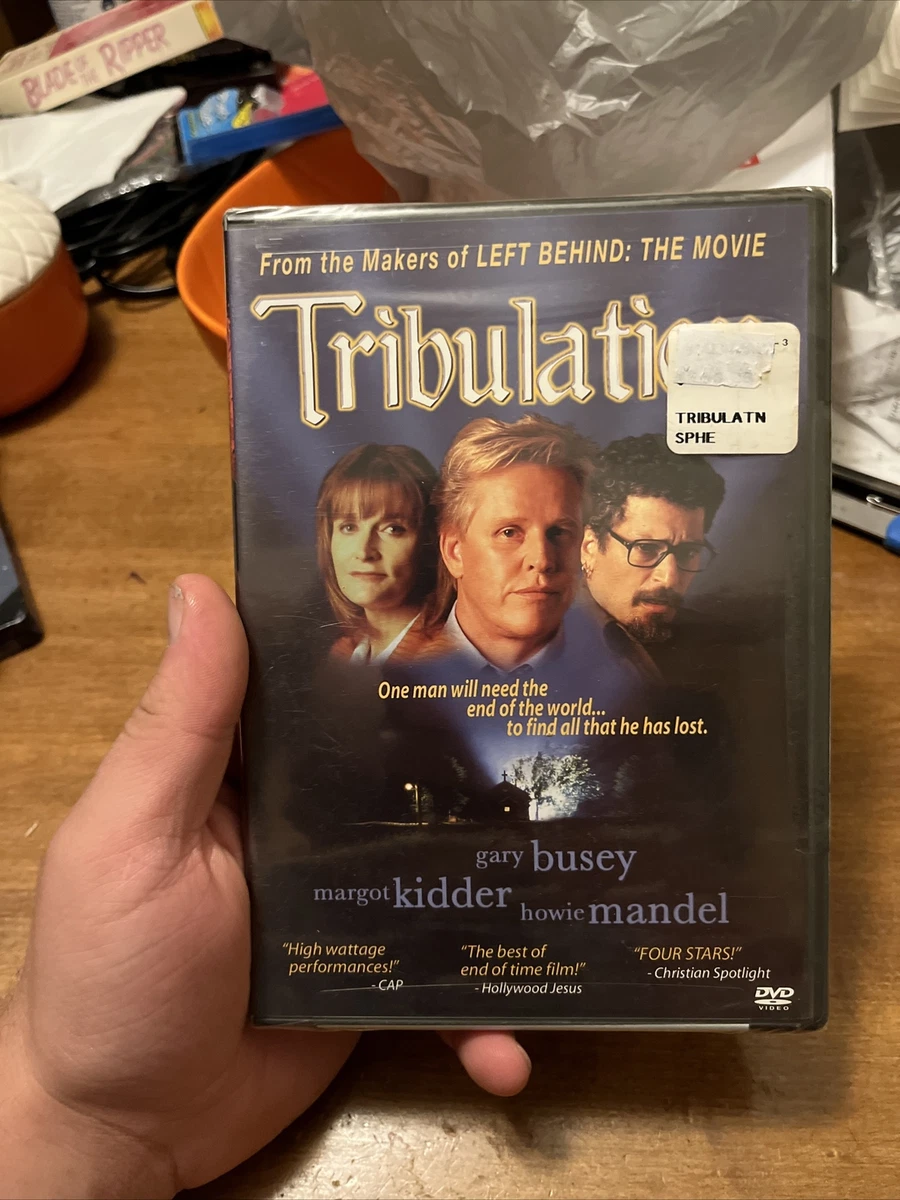 BLADE OF THE RIPPER
From the Makers of LEFT BEHIND: THE MOVIE
Tribulatio
- 3
TRIBULATN
SPHE
One man will need the
end of the world...
to find all that he has lost.
gary busey
margot kidder
howie mandel
"High wattage
performances!"
- CAP
"The best of
end of time film!"
- Hollywood Jesus
"FOUR STARS!"
- Christian Spotlight
DVD
VIDEO